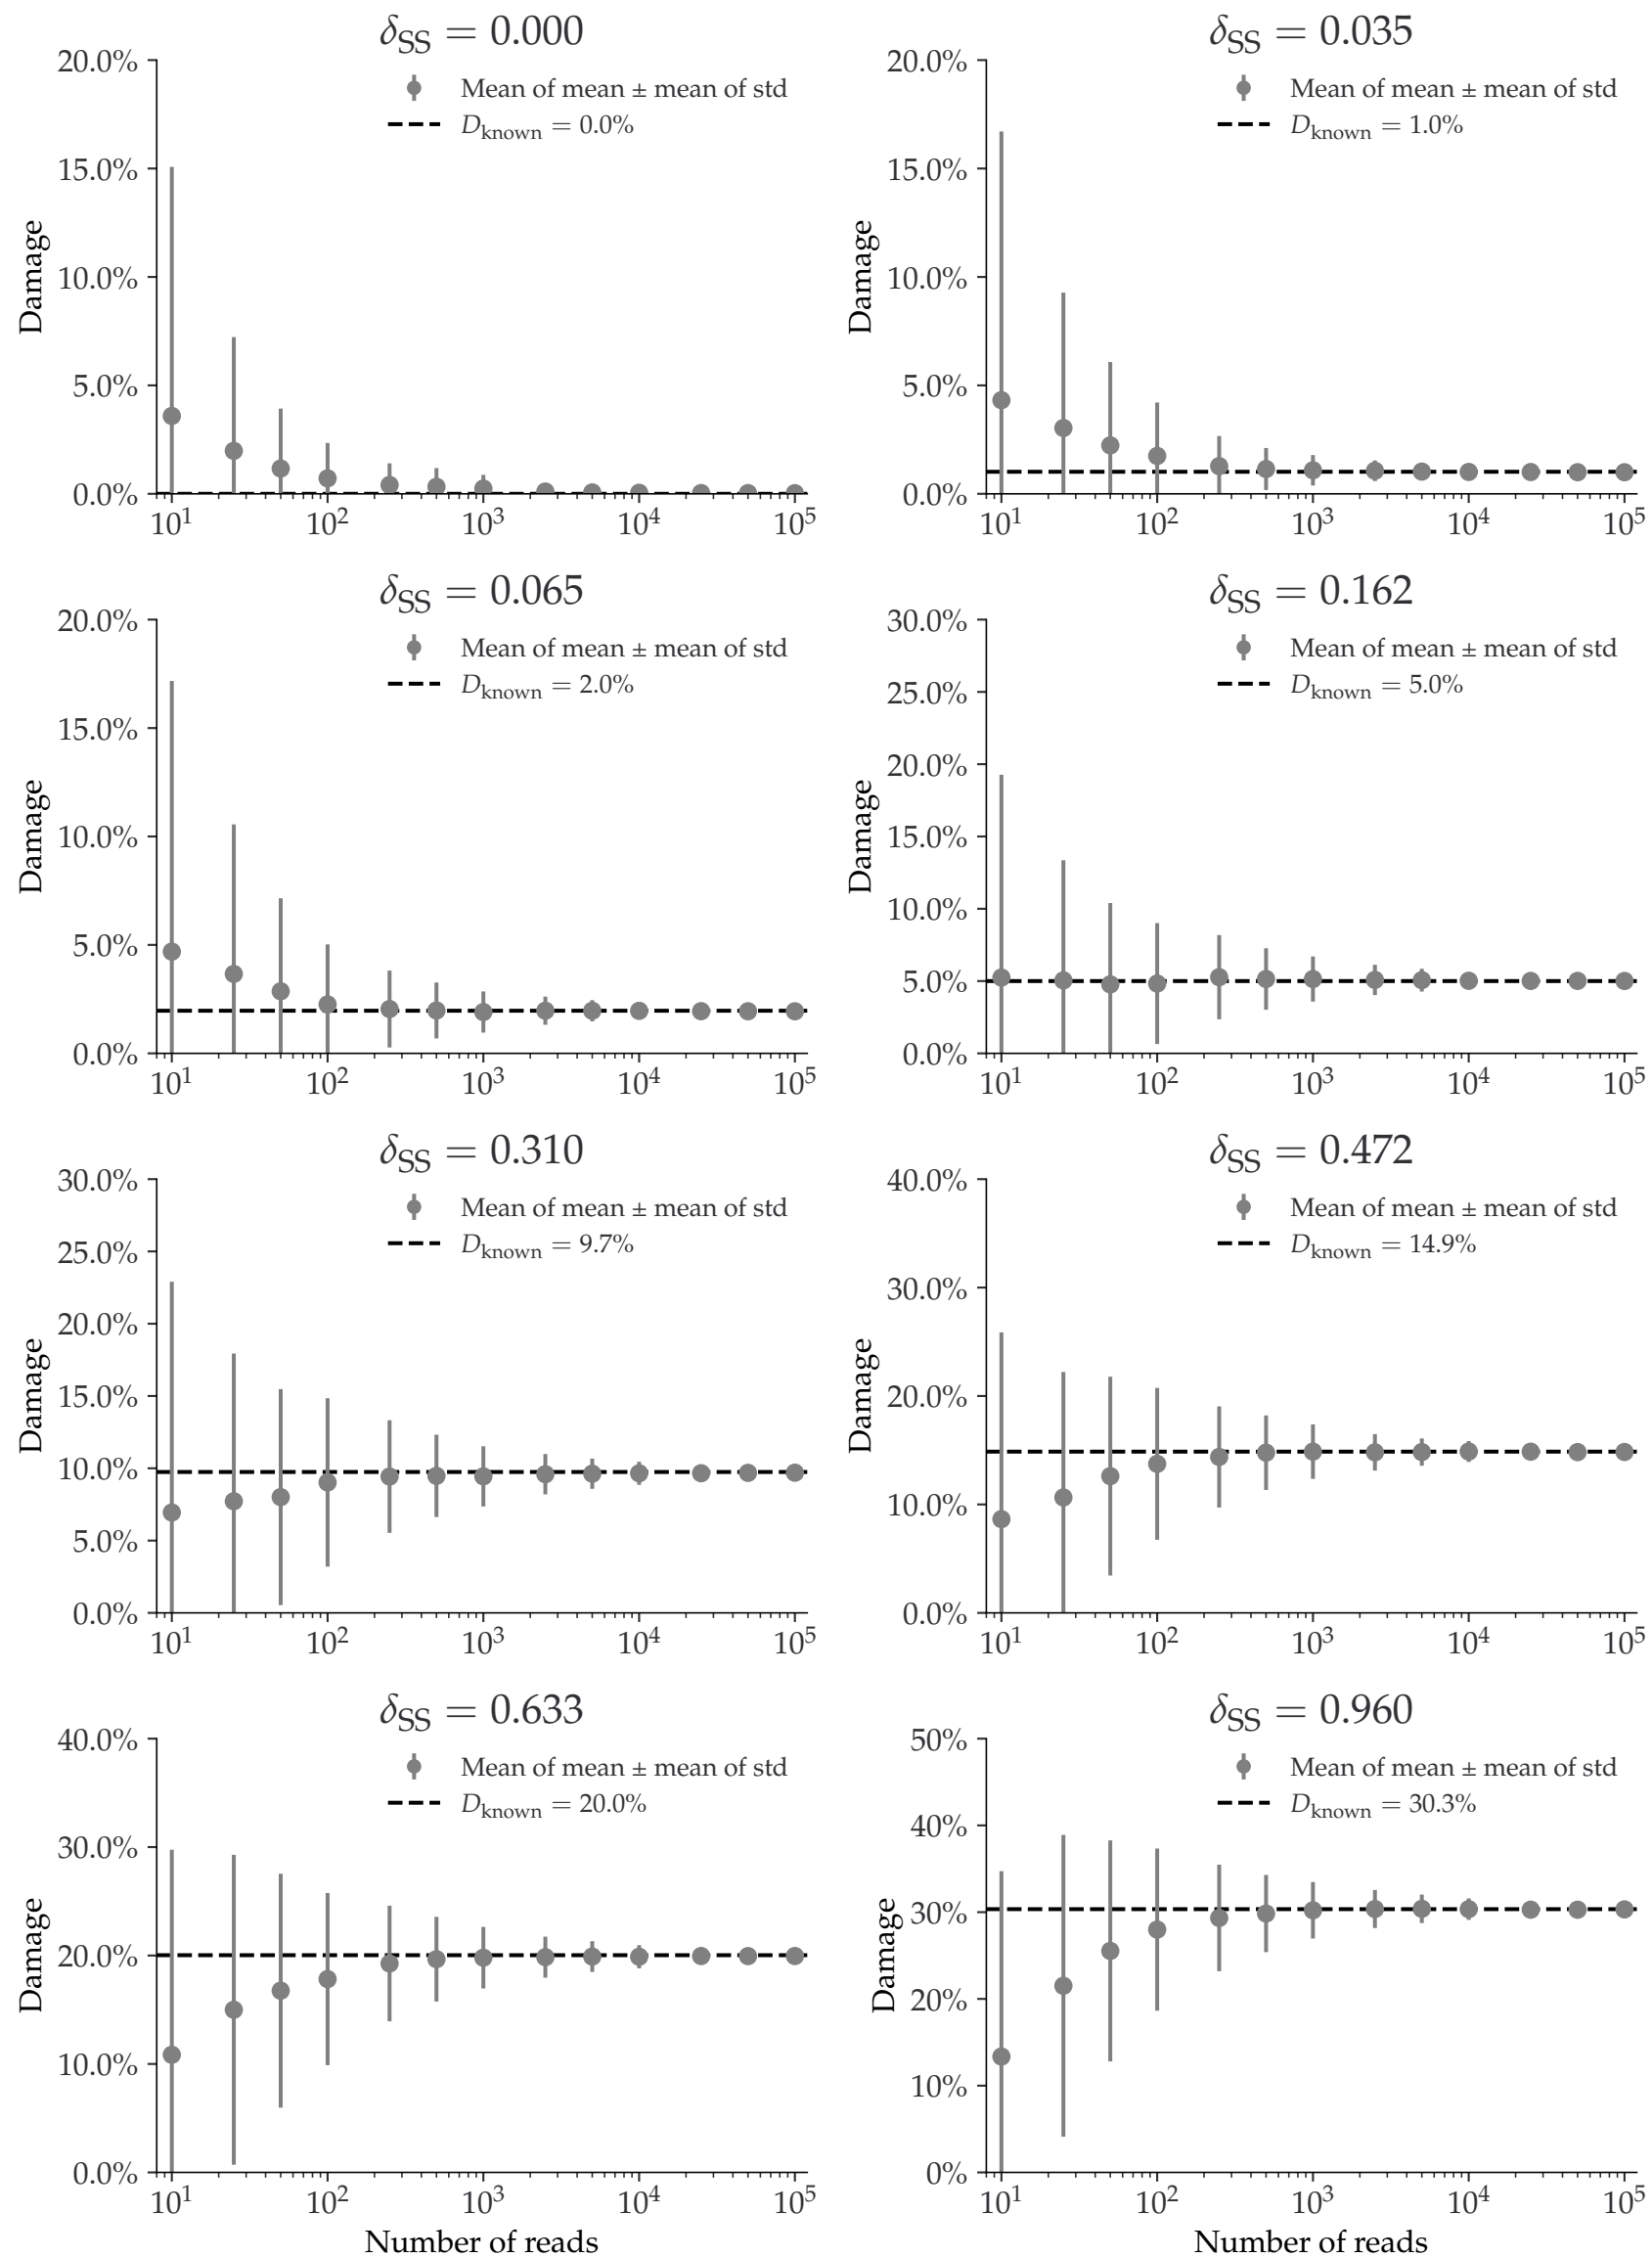 δSS = 0.000
20.0%
15.0%
10.0%
5.0%
0.0%
Damage
Mean of mean ± mean of std
Dknown = 0.0%
10¹ 10² 10³ 10⁴ 10⁵
δSS = 0.035
20.0%
15.0%
10.0%
5.0%
0.0%
Damage
Mean of mean ± mean of std
Dknown = 1.0%
10¹ 10² 10³ 10⁴ 10⁵
δSS = 0.065
20.0%
15.0%
10.0%
5.0%
0.0%
Damage
Mean of mean ± mean of std
Dknown = 2.0%
10¹ 10² 10³ 10⁴ 10⁵
δSS = 0.162
30.0%
25.0%
20.0%
15.0%
10.0%
5.0%
0.0%
Damage
Mean of mean ± mean of std
Dknown = 5.0%
10¹ 10² 10³ 10⁴ 10⁵
δSS = 0.310
30.0%
25.0%
20.0%
15.0%
10.0%
5.0%
0.0%
Damage
Mean of mean ± mean of std
Dknown = 9.7%
10¹ 10² 10³ 10⁴ 10⁵
δSS = 0.472
40.0%
30.0%
20.0%
10.0%
0.0%
Damage
Mean of mean ± mean of std
Dknown = 14.9%
10¹ 10² 10³ 10⁴ 10⁵
δSS = 0.633
40.0%
30.0%
20.0%
10.0%
0.0%
Damage
Mean of mean ± mean of std
Dknown = 20.0%
10¹ 10² 10³ 10⁴ 10⁵
Number of reads
δSS = 0.960
50%
40%
30%
20%
10%
0%
Damage
Mean of mean ± mean of std
Dknown = 30.3%
10¹ 10² 10³ 10⁴ 10⁵
Number of reads